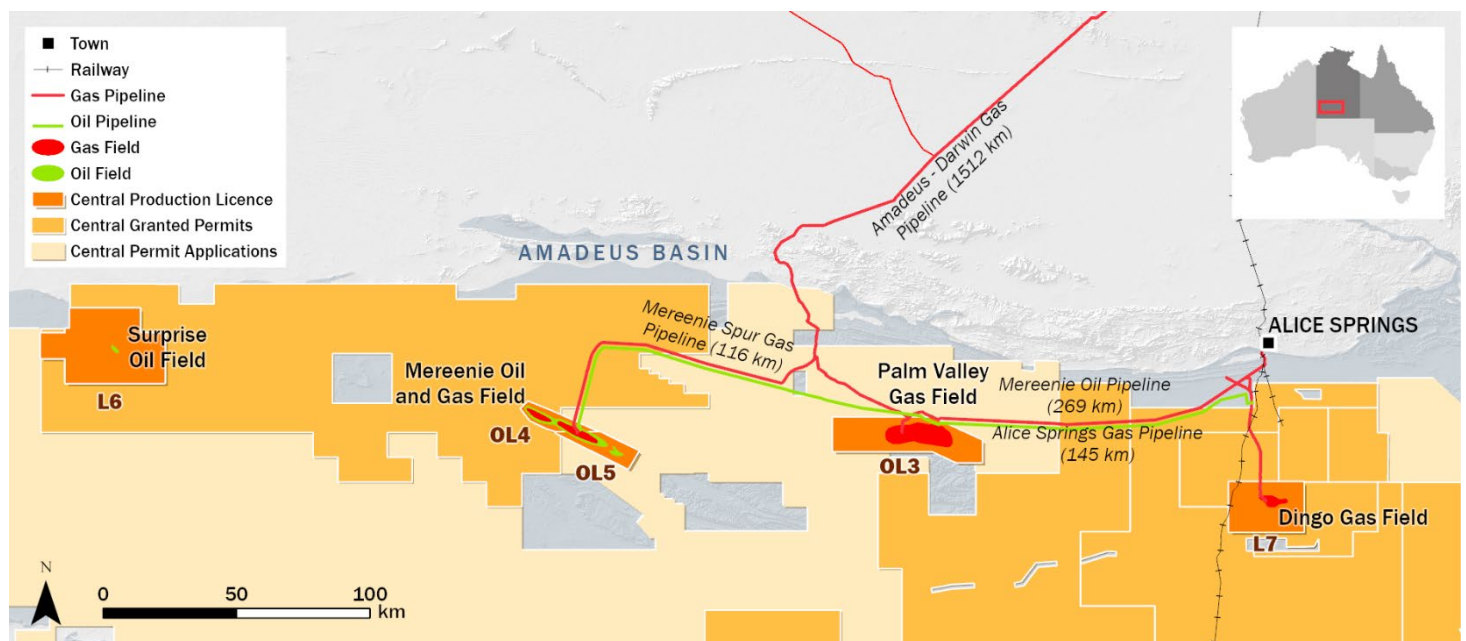 Town
Railway
Gas Pipeline
Oil Pipeline
Gas Field
Oil Field
Central Production Licence
Central Granted Permits
Central Permit Applications
Amadeus - Darwin Gas
Pipeline (1512 km)
AMADEUS BASIN
ALICE SPRINGS
Surprise
Oil Field
L6
Mereenie Spur Gas
Pipeline (116 km)
Mereenie Oil
and Gas Field
OL4
OL5
Palm Valley
Gas Field
OL3
Mereenie Oil Pipeline
(269 km)
Alice Springs Gas Pipeline
(145 km)
Dingo Gas Field
L7
N
0 50 100
km